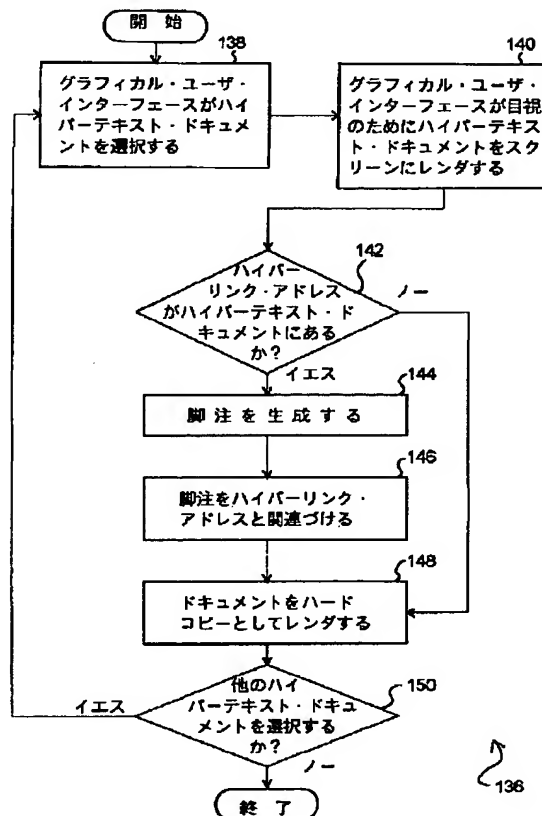 開始
138
グラフィカル・ユーザ・
インターフェースがハイ
パーテキスト・ドキュメ
ントを選択する
140
グラフィカル・ユーザ・
インターフェースが目視
のためにハイパーテキス
ト・ドキュメントをスク
リーンにレンダする
142
ハイパー
リンク・アドレス
がハイパーテキスト・ド
キュメントにある
か?
ノー
イエス
144
脚注を生成する
146
脚注をハイパーリンク・
アドレスと関連づける
148
ドキュメントをハード
コピーとしてレンダする
150
他のハイ
パーテキスト・ドキュ
メントを選択する
か?
イエス
ノー
136
終了